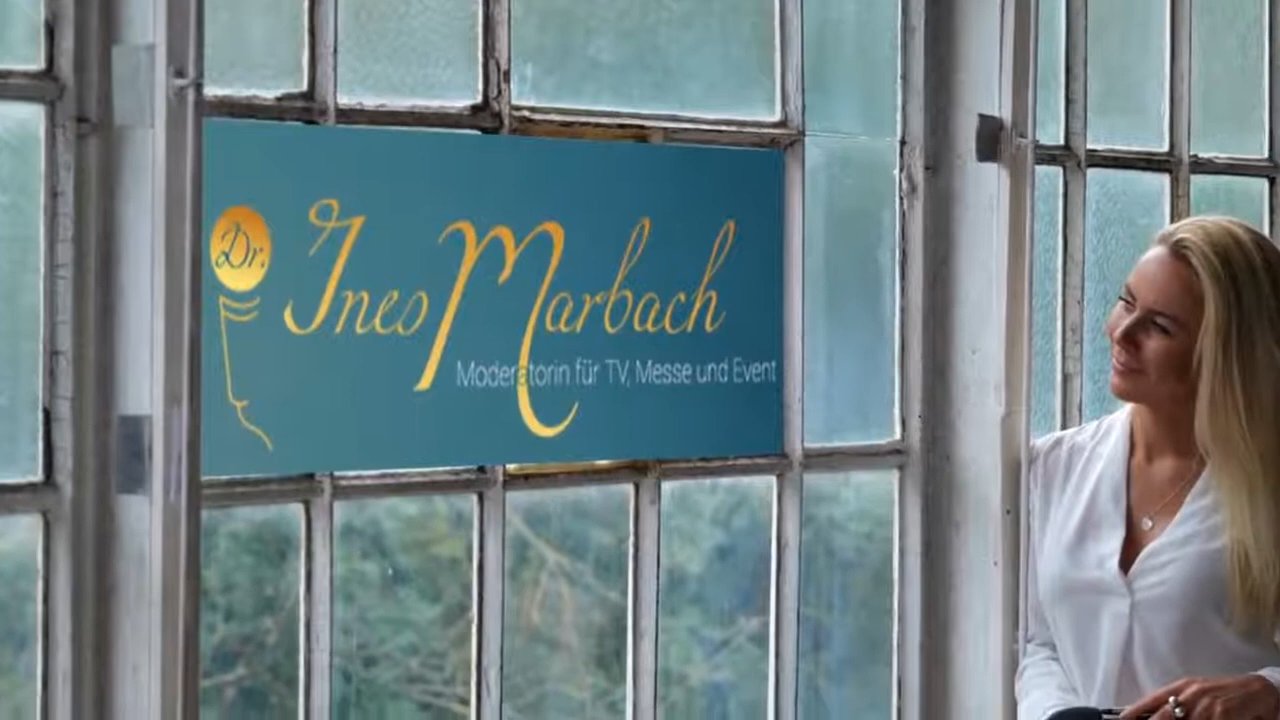 Dr. Ines Marbach
Moderatorin für TV, Messe und Event